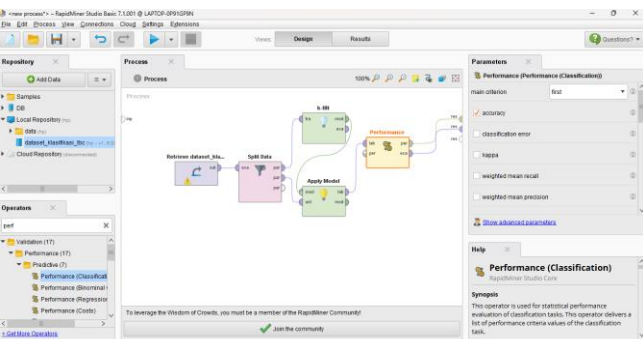 <new process*> – RapidMiner Studio Basic 7.1.001 @ LAPTOP-0P91GP9N
File Edit Process View Connections Cloud Settings Extensions
Views: Design Results
Questions?
Repository
Add Data
Samples
DB
Local Repository
data
dataset_klasifikasi_tbc
Cloud Repository (disconnected)
Operators
perf
Validation (17)
Performance (17)
Predictive (7)
Performance (Classificati
Performance (Binominal
Performance (Regression
Performance (Costs)
Get More Operators
Process
Process
100%
Process
inp
Retrieve dataset_kla...
out
Split Data
exa
par
par
par
k-NN
tra
mod
exa
Apply Model
mod
unl
lab
mod
Performance
lab
per
per
exa
res
res
res
To leverage the Wisdom of Crowds, you must be a member of the RapidMiner Community!
Join the community
Parameters
Performance (Performance (Classification))
main criterion
first
accuracy
classification error
kappa
weighted mean recall
weighted mean precision
Show advanced parameters
Help
Performance (Classification)
RapidMiner Studio Core
Synopsis
This operator is used for statistical performance
evaluation of classification tasks. This operator delivers a
list of performance criteria values of the classification
task.